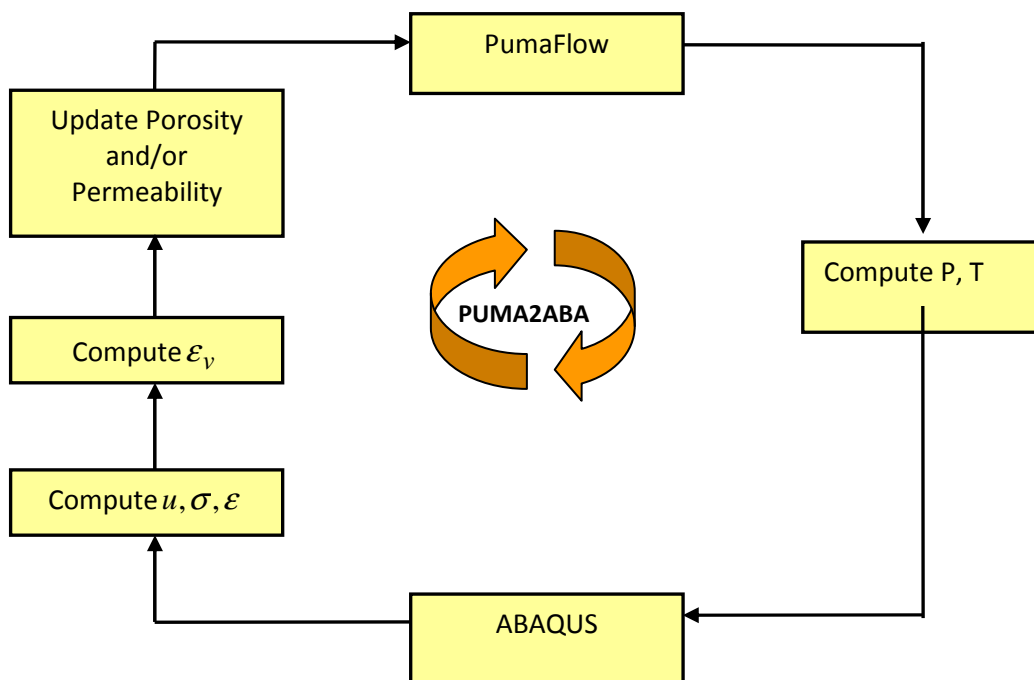 PumaFlow
Update Porosity
and/or
Permeability
Compute P, T
PUMA2ABA
Compute εᵥ
Compute u, σ, ε
ABAQUS